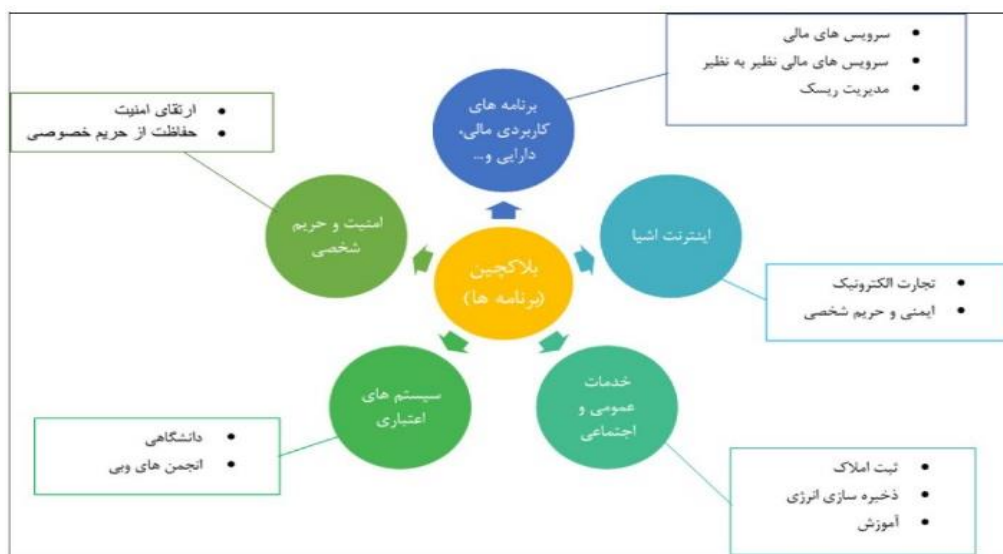 سرویس های مالی
سرویس های مالی نظیر به نظیر
مدیریت ریسک
برنامه های
کاربردی مالی،
دارایی و...
ارتقای امنیت
حفاظت از حریم خصوصی
امنیت و حریم
شخصی
اینترنت اشیا
بلاکچین
(برنامه ها)
تجارت الکترونیک
ایمنی و حریم شخصی
خدمات
عمومی و
اجتماعی
سیستم های
اعتباری
دانشگاهی
انجمن های وبی
ثبت املاک
ذخیره سازی انرژی
آموزش